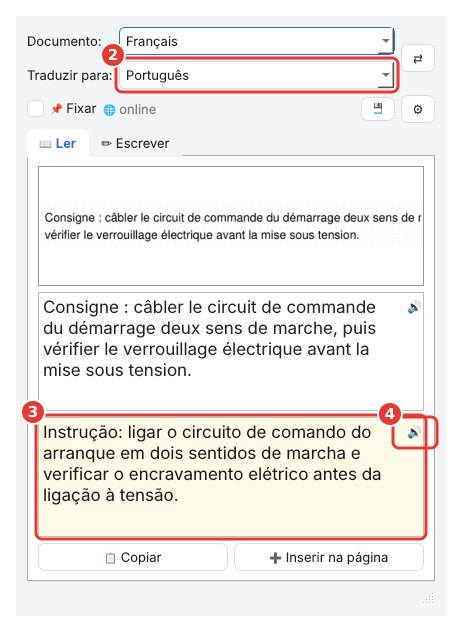 Documento: Français
2
Traduzir para: Português
📌 Fixar 🌐 online
📖 Ler ✏ Escrever
Consigne : câbler le circuit de commande du démarrage deux sens de r
vérifier le verrouillage électrique avant la mise sous tension.
Consigne : câbler le circuit de commande
du démarrage deux sens de marche, puis
vérifier le verrouillage électrique avant la
mise sous tension.
3
4
Instrução: ligar o circuito de comando do
arranque em dois sentidos de marcha e
verificar o encravamento elétrico antes da
ligação à tensão.
📋 Copiar ➕ Inserir na página